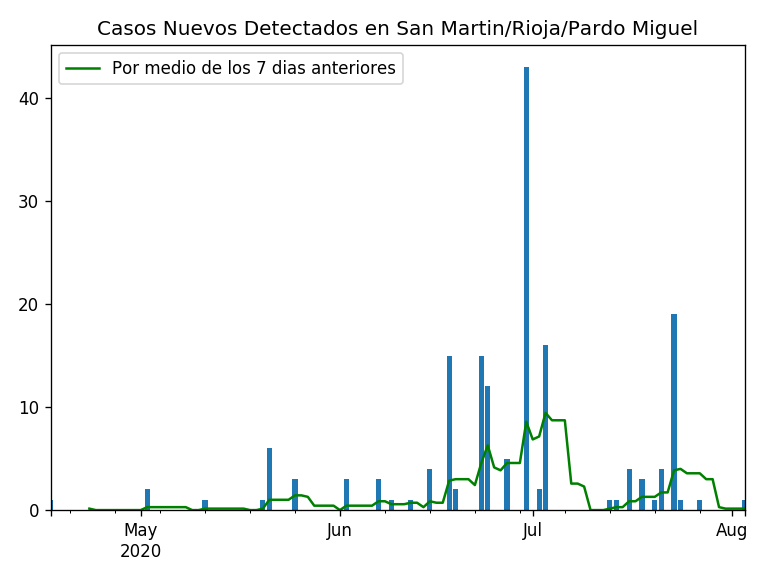 Casos Nuevos Detectados en San Martin/Rioja/Pardo Miguel
Por medio de los 7 dias anteriores
40
30
20
10
0
May Jun Jul Aug
2020